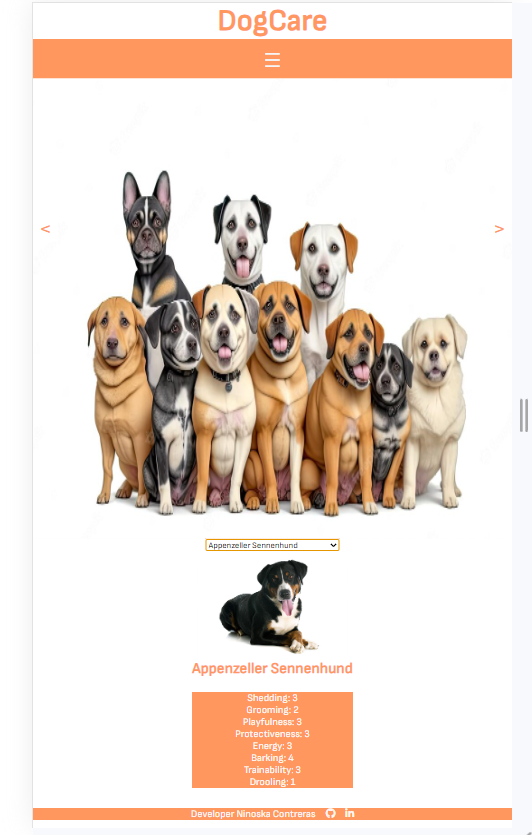 DogCare
<
>
Appenzeller Sennenhund
Appenzeller Sennenhund
Shedding: 3
Grooming: 2
Playfulness: 3
Protectiveness: 3
Energy: 3
Barking: 4
Trainability: 3
Drooling: 1
Developer Ninoska Contreras in